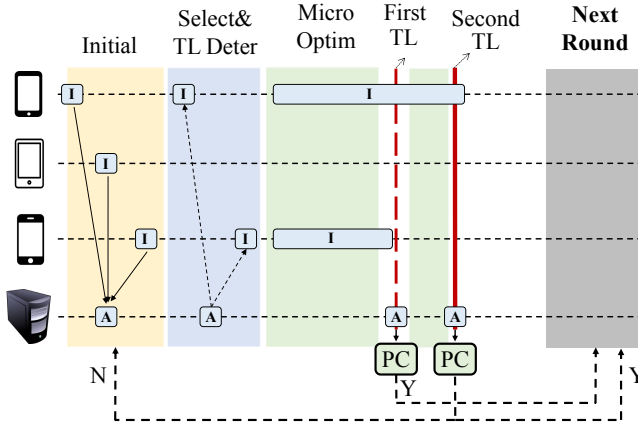 Initial
Select&
TL Deter
Micro
Optim
First
TL
Second
TL
Next
Round
I
I
I
I
I
I
I
A
A
A
A
PC
PC
N
Y
Y